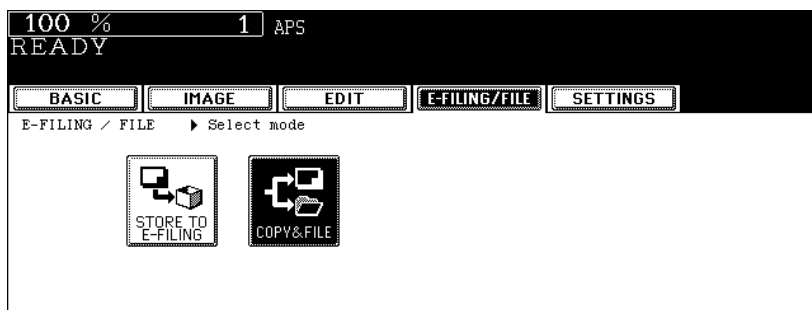 100 % 1 APS
READY
BASIC IMAGE EDIT E-FILING/FILE SETTINGS
E-FILING / FILE ▶ Select mode
STORE TO
E-FILING
COPY&FILE